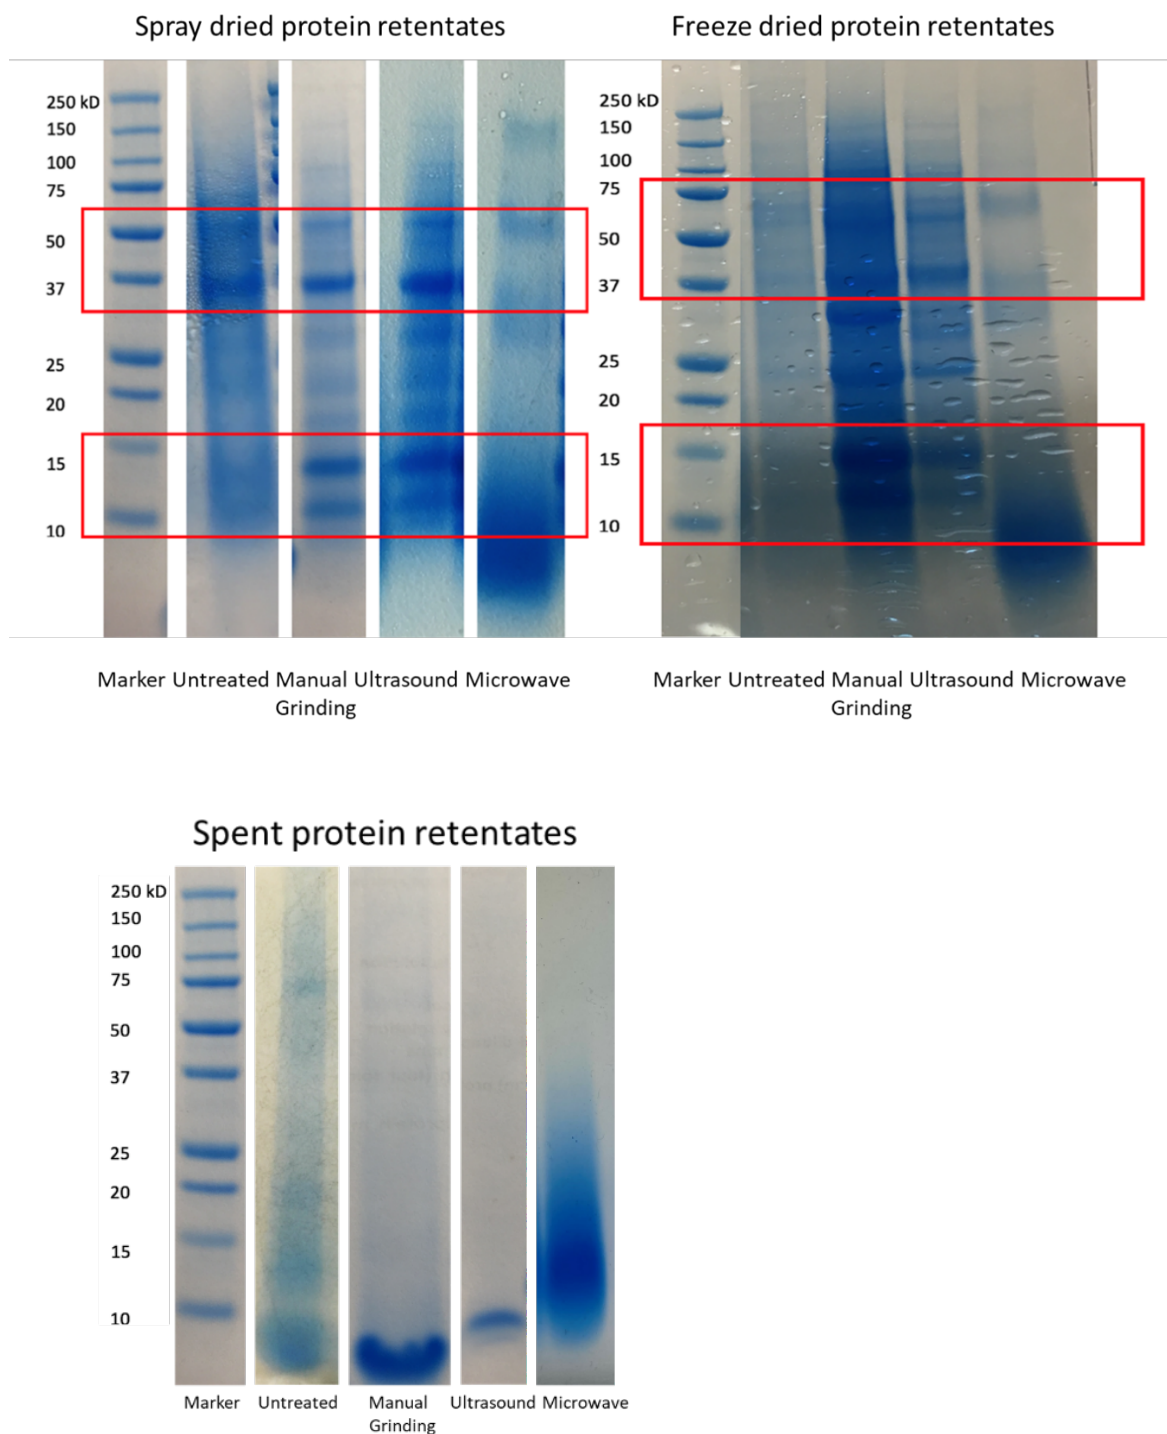 Spray dried protein retentates
250 kD
150
100
75
50
37
25
20
15
10
Marker Untreated Manual Ultrasound Microwave
Grinding
Freeze dried protein retentates
250 kD
150
100
75
50
37
25
20
15
10
Marker Untreated Manual Ultrasound Microwave
Grinding
Spent protein retentates
250 kD
150
100
75
50
37
25
20
15
10
Marker Untreated Manual Ultrasound Microwave
Grinding